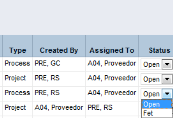 Type Created By Assigned To Status
Process PRE, GC A04, Proveedor Open
Project PRE, RS A04, Proveedor Open
Process PRE, RS A04, Proveedor Open
Project A04, Proveedor PRE, RS Open
Fet